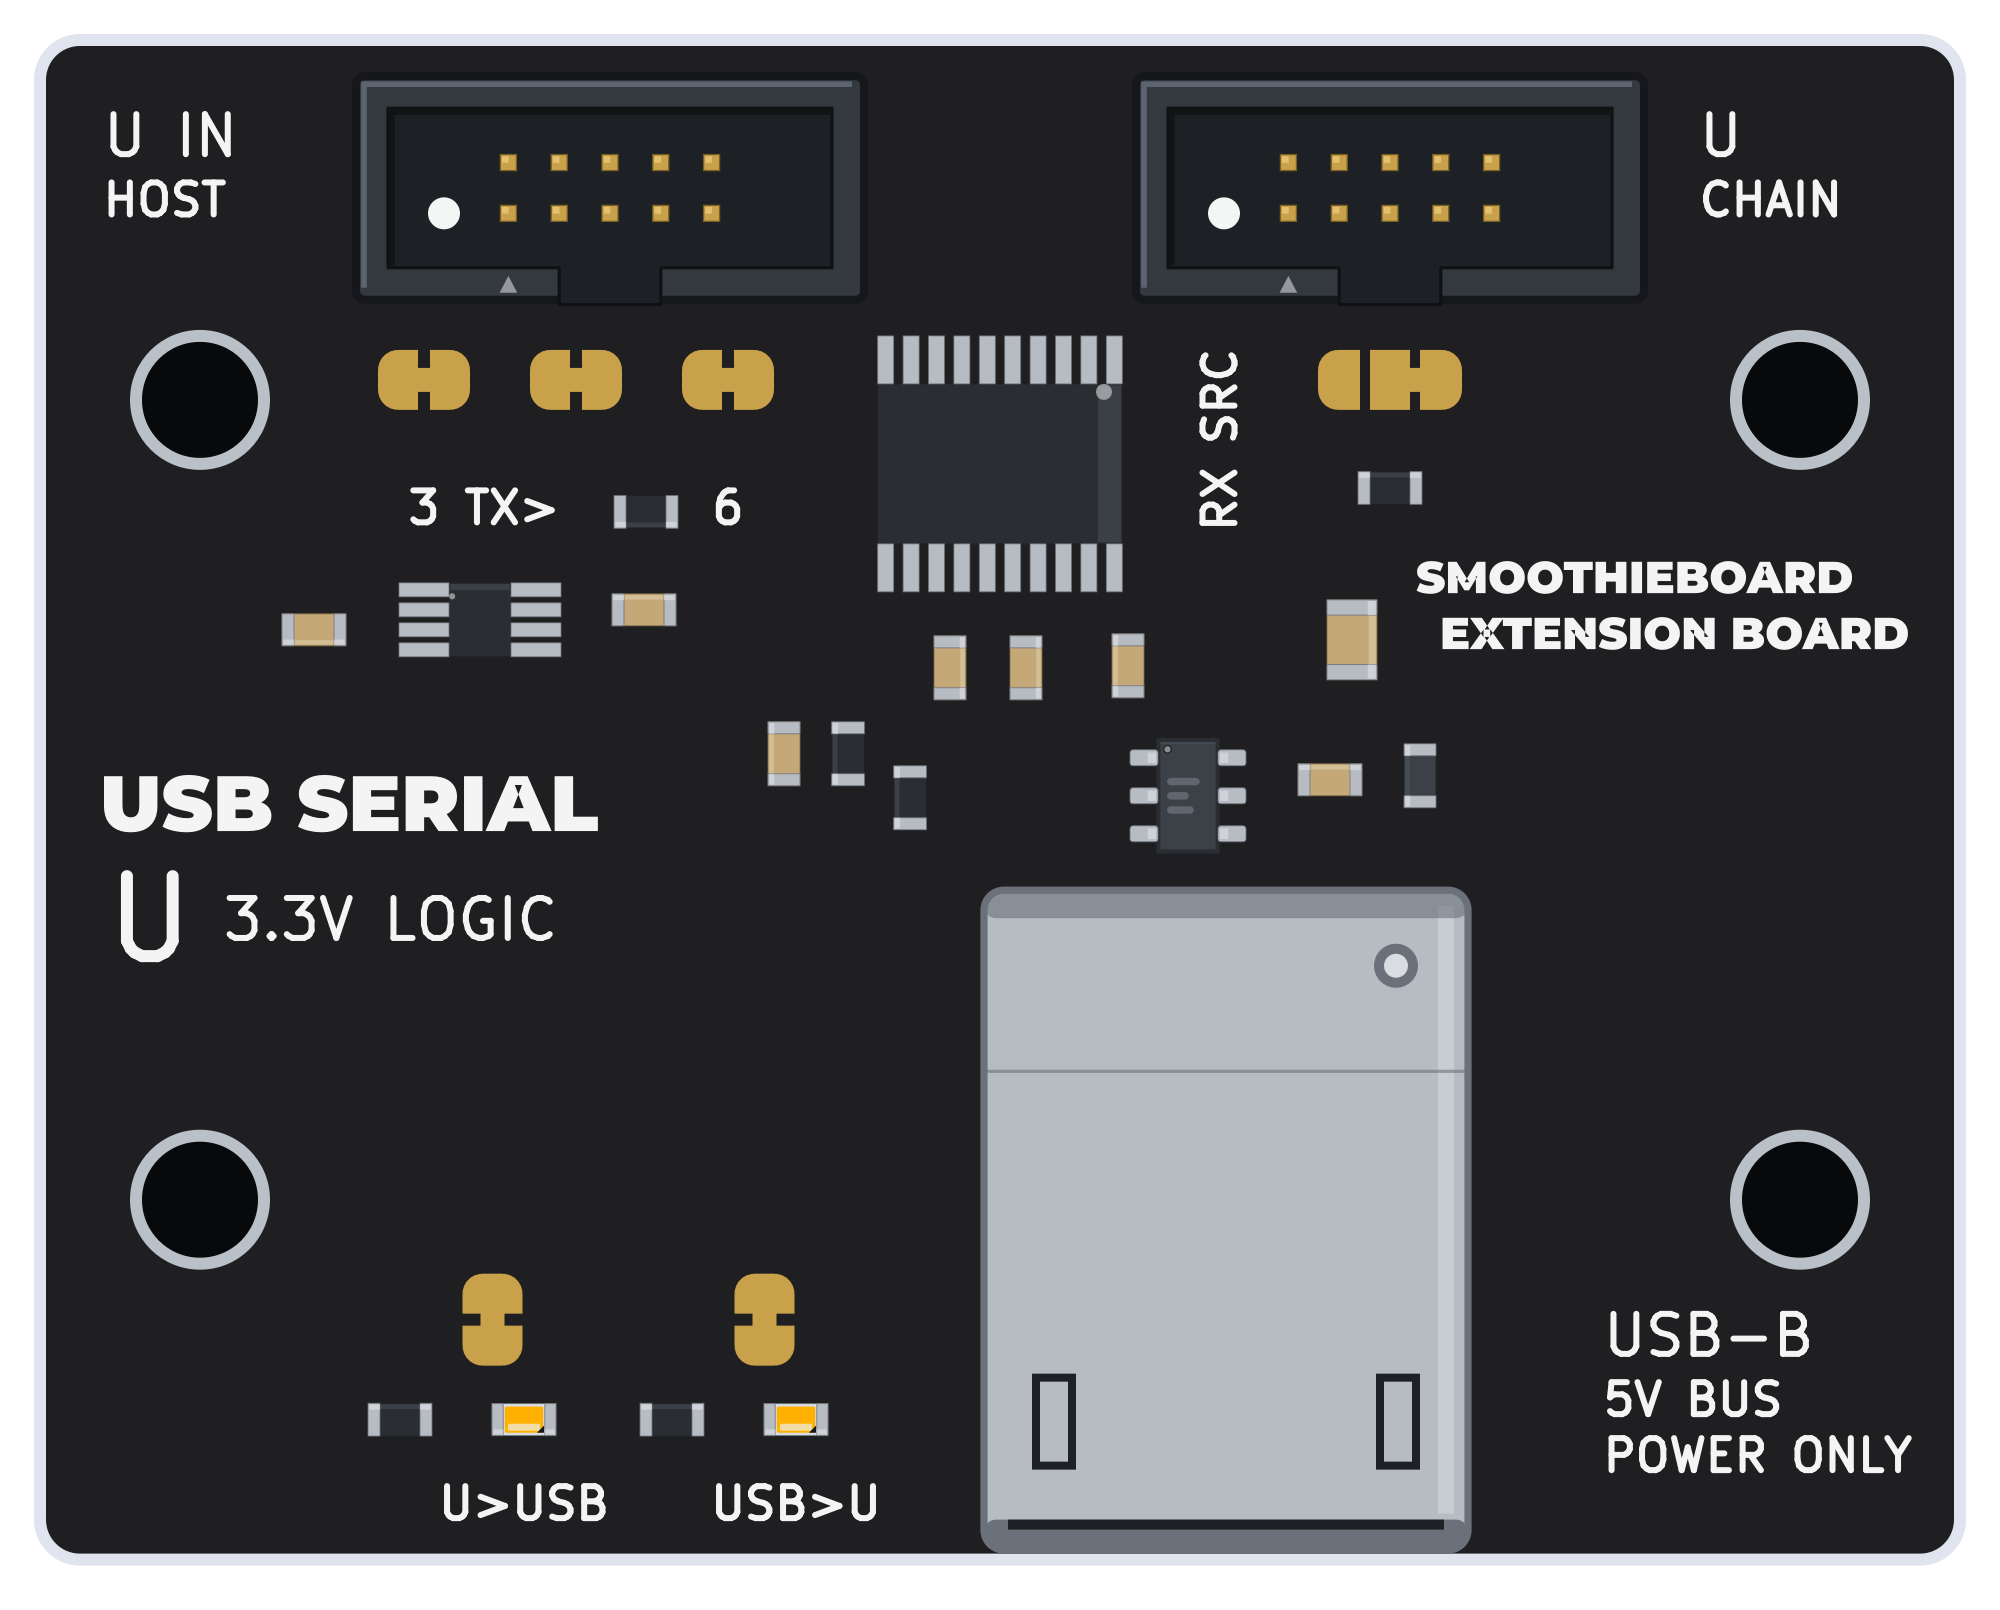 U IN
HOST
U
CHAIN
RX SRC
3 TX>
6
SMOOTHIEBOARD
EXTENSION BOARD
USB SERIAL
U 3.3V LOGIC
USB-B
5V BUS
POWER ONLY
U>USB
USB>U